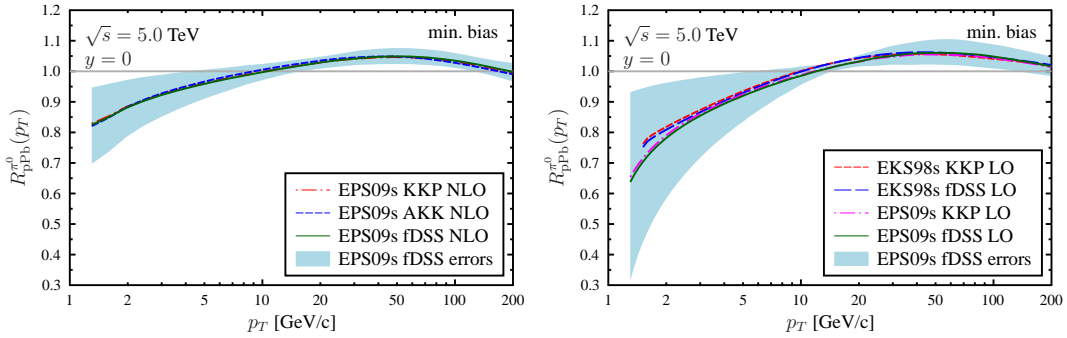 √s = 5.0 TeV
y = 0
min. bias
1.2
1.1
1.0
0.9
0.8
0.7
0.6
0.5
0.4
0.3
R^{π^0}_{pPb}(p_T)
EPS09s KKP NLO
EPS09s AKK NLO
EPS09s fDSS NLO
EPS09s fDSS errors
1 2 5 10 20 50 100 200
p_T [GeV/c]
√s = 5.0 TeV
y = 0
min. bias
1.2
1.1
1.0
0.9
0.8
0.7
0.6
0.5
0.4
0.3
R^{π^0}_{pPb}(p_T)
EKS98s KKP LO
EKS98s fDSS LO
EPS09s KKP LO
EPS09s fDSS LO
EPS09s fDSS errors
1 2 5 10 20 50 100 200
p_T [GeV/c]